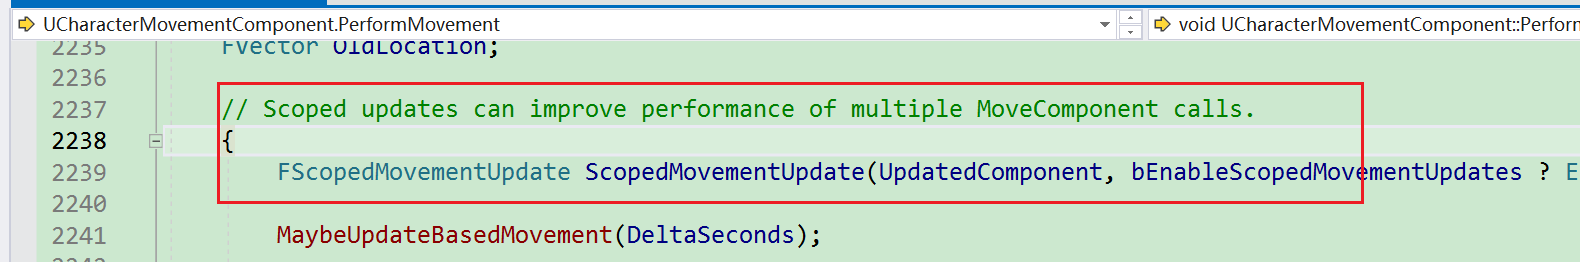 UCharacterMovementComponent.PerformMovement
void UCharacterMovementComponent::Perforn
2235 FVector OldLocation;
2236
2237 // Scoped updates can improve performance of multiple MoveComponent calls.
2238 {
2239 FScopedMovementUpdate ScopedMovementUpdate(UpdatedComponent, bEnableScopedMovementUpdates ? E
2240
2241 MaybeUpdateBasedMovement(DeltaSeconds);